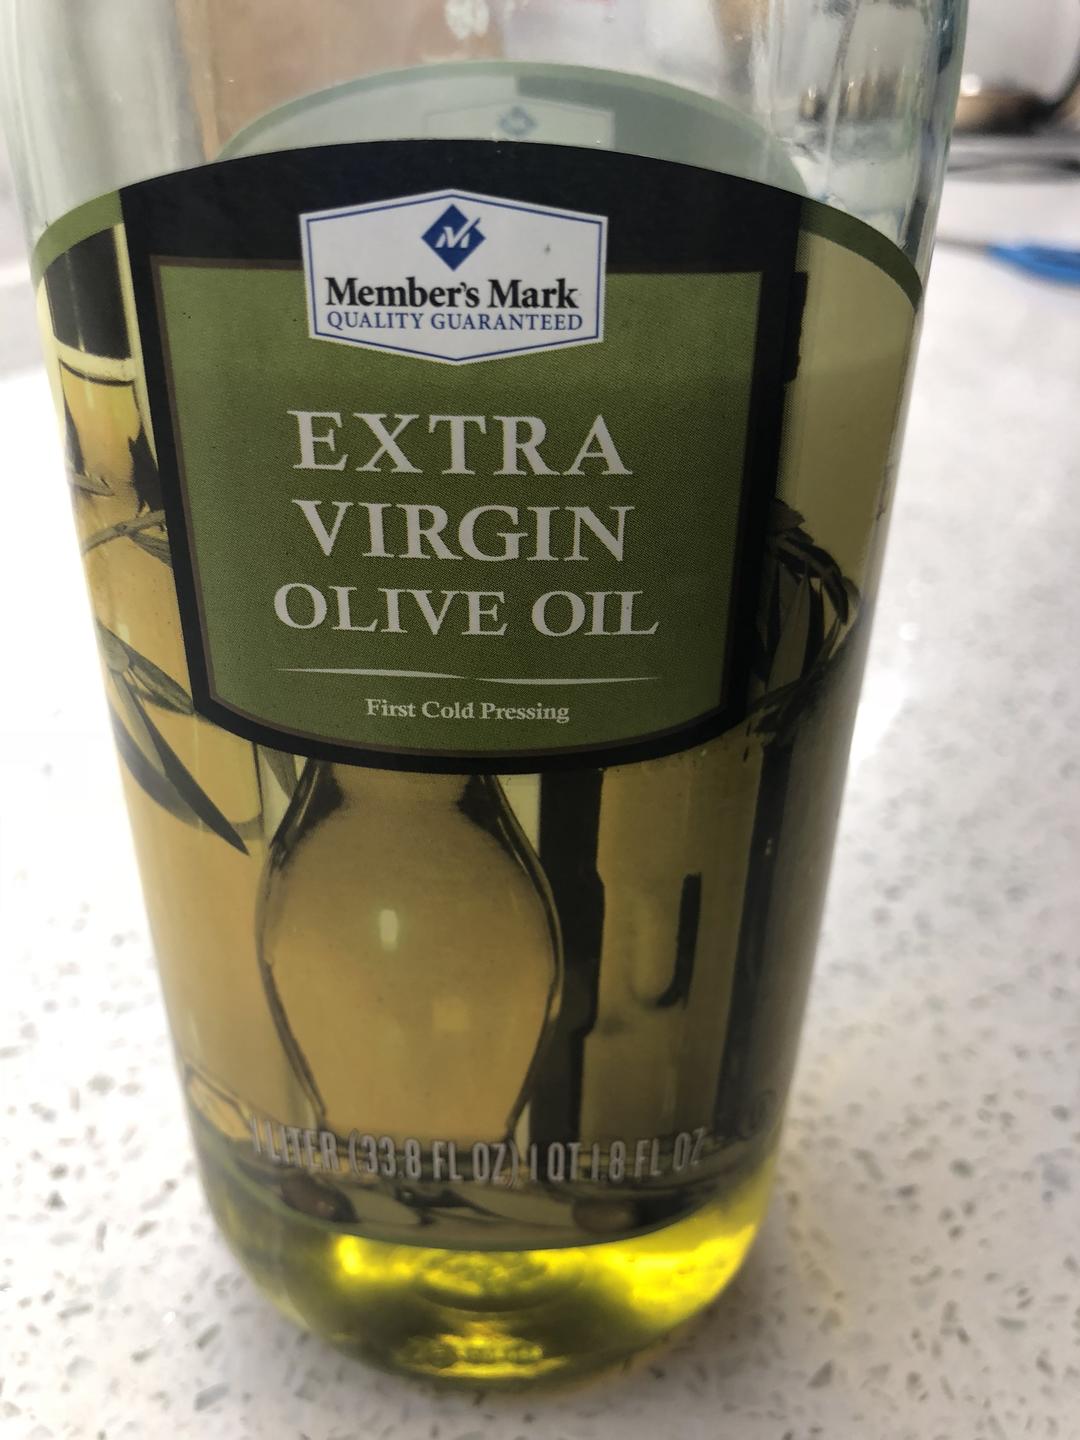 Member's Mark
QUALITY GUARANTEED
EXTRA
VIRGIN
OLIVE OIL
First Cold Pressing
1 LITER (33.8 FL OZ) 1 QT 1.8 FL OZ